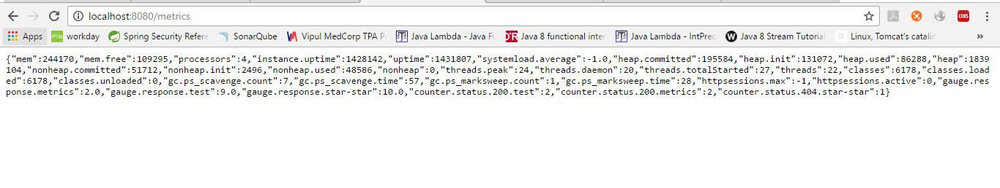 localhost:8080/metrics
CORS
Apps workday Spring Security Refere SonarQube Vipul MedCorp TPA P Java Lambda - Java Fu Java 8 functional inter Java Lambda - IntPrec Java 8 Stream Tutorial Linux, Tomcat's catalin »
{"mem":244170,"mem.free":109295,"processors":4,"instance.uptime":1428142,"uptime":1431807,"systemload.average":-1.0,"heap.committed":195584,"heap.init":131072,"heap.used":86288,"heap":1839
104,"nonheap.committed":51712,"nonheap.init":2496,"nonheap.used":48586,"nonheap":0,"threads.peak":24,"threads.daemon":20,"threads.totalStarted":27,"threads":22,"classes":6178,"classes.loade
d":6178,"classes.unloaded":0,"gc.ps_scavenge.count":7,"gc.ps_scavenge.time":57,"gc.ps_marksweep.count":1,"gc.ps_marksweep.time":28,"httpsessions.max":-1,"httpsessions.active":0,"gauge.res
ponse.metrics":2.0,"gauge.response.test":9.0,"gauge.response.star-star":10.0,"counter.status.200.test":2,"counter.status.200.metrics":2,"counter.status.404.star-star":1}